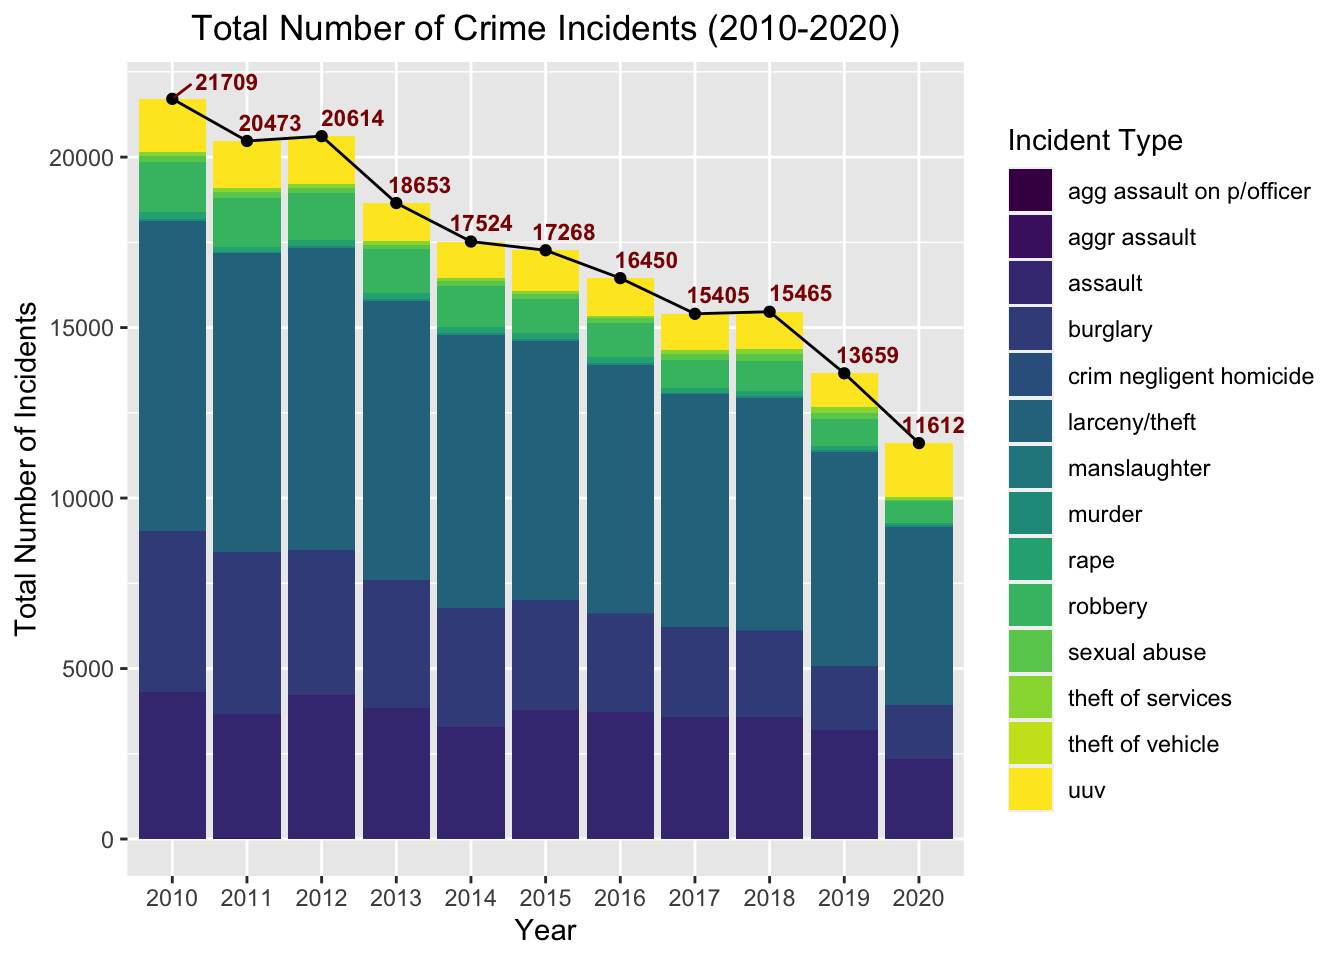 Total Number of Crime Incidents (2010-2020)
21709
20473
20614
18653
17524
17268
16450
15405
15465
13659
11612
20000
15000
10000
5000
0
Total Number of Incidents
2010 2011 2012 2013 2014 2015 2016 2017 2018 2019 2020
Year
Incident Type
agg assault on p/officer
aggr assault
assault
burglary
crim negligent homicide
larceny/theft
manslaughter
murder
rape
robbery
sexual abuse
theft of services
theft of vehicle
uuv